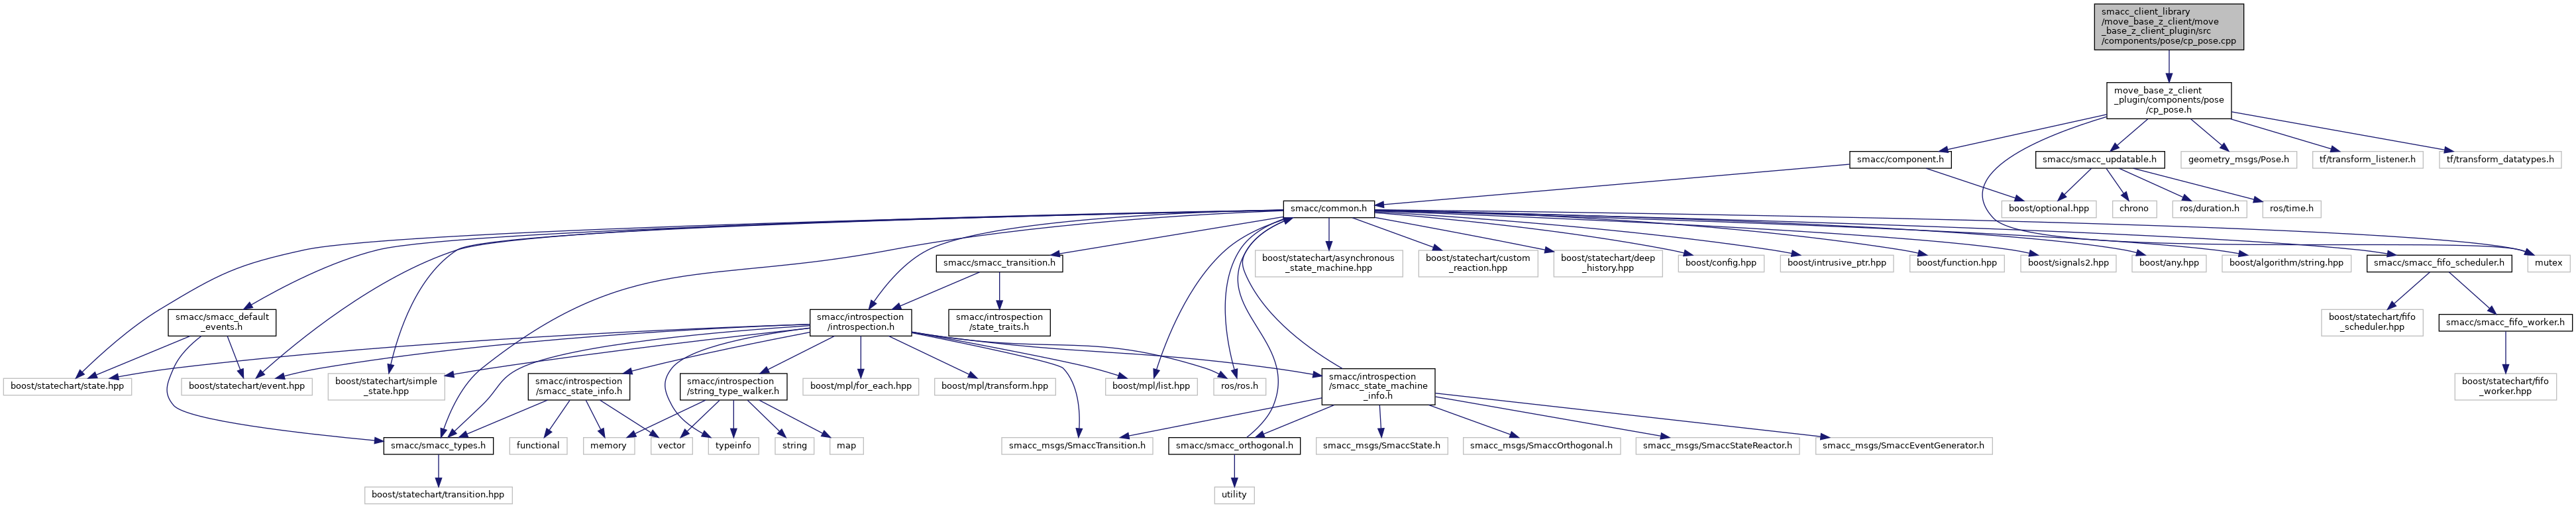 smacc_client_library
/move_base_z_client/move
_base_z_client_plugin/src
/components/pose/cp_pose.cpp
move_base_z_client
_plugin/components/pose
/cp_pose.h
smacc/component.h
smacc/smacc_updatable.h
geometry_msgs/Pose.h
tf/transform_listener.h
tf/transform_datatypes.h
smacc/common.h
boost/optional.hpp
chrono
ros/duration.h
ros/time.h
smacc/smacc_transition.h
boost/statechart/asynchronous
_state_machine.hpp
boost/statechart/custom
_reaction.hpp
boost/statechart/deep
_history.hpp
boost/config.hpp
boost/intrusive_ptr.hpp
boost/function.hpp
boost/signals2.hpp
boost/any.hpp
boost/algorithm/string.hpp
smacc/smacc_fifo_scheduler.h
mutex
smacc/smacc_default
_events.h
smacc/introspection
/introspection.h
smacc/introspection
/state_traits.h
boost/statechart/fifo
_scheduler.hpp
smacc/smacc_fifo_worker.h
boost/statechart/state.hpp
boost/statechart/event.hpp
boost/statechart/simple
_state.hpp
smacc/introspection
/smacc_state_info.h
smacc/introspection
/string_type_walker.h
boost/mpl/for_each.hpp
boost/mpl/transform.hpp
boost/mpl/list.hpp
ros/ros.h
smacc/introspection
/smacc_state_machine
_info.h
boost/statechart/fifo
_worker.hpp
smacc/smacc_types.h
functional
memory
vector
typeinfo
string
map
smacc_msgs/SmaccTransition.h
smacc/smacc_orthogonal.h
smacc_msgs/SmaccState.h
smacc_msgs/SmaccOrthogonal.h
smacc_msgs/SmaccStateReactor.h
smacc_msgs/SmaccEventGenerator.h
boost/statechart/transition.hpp
utility